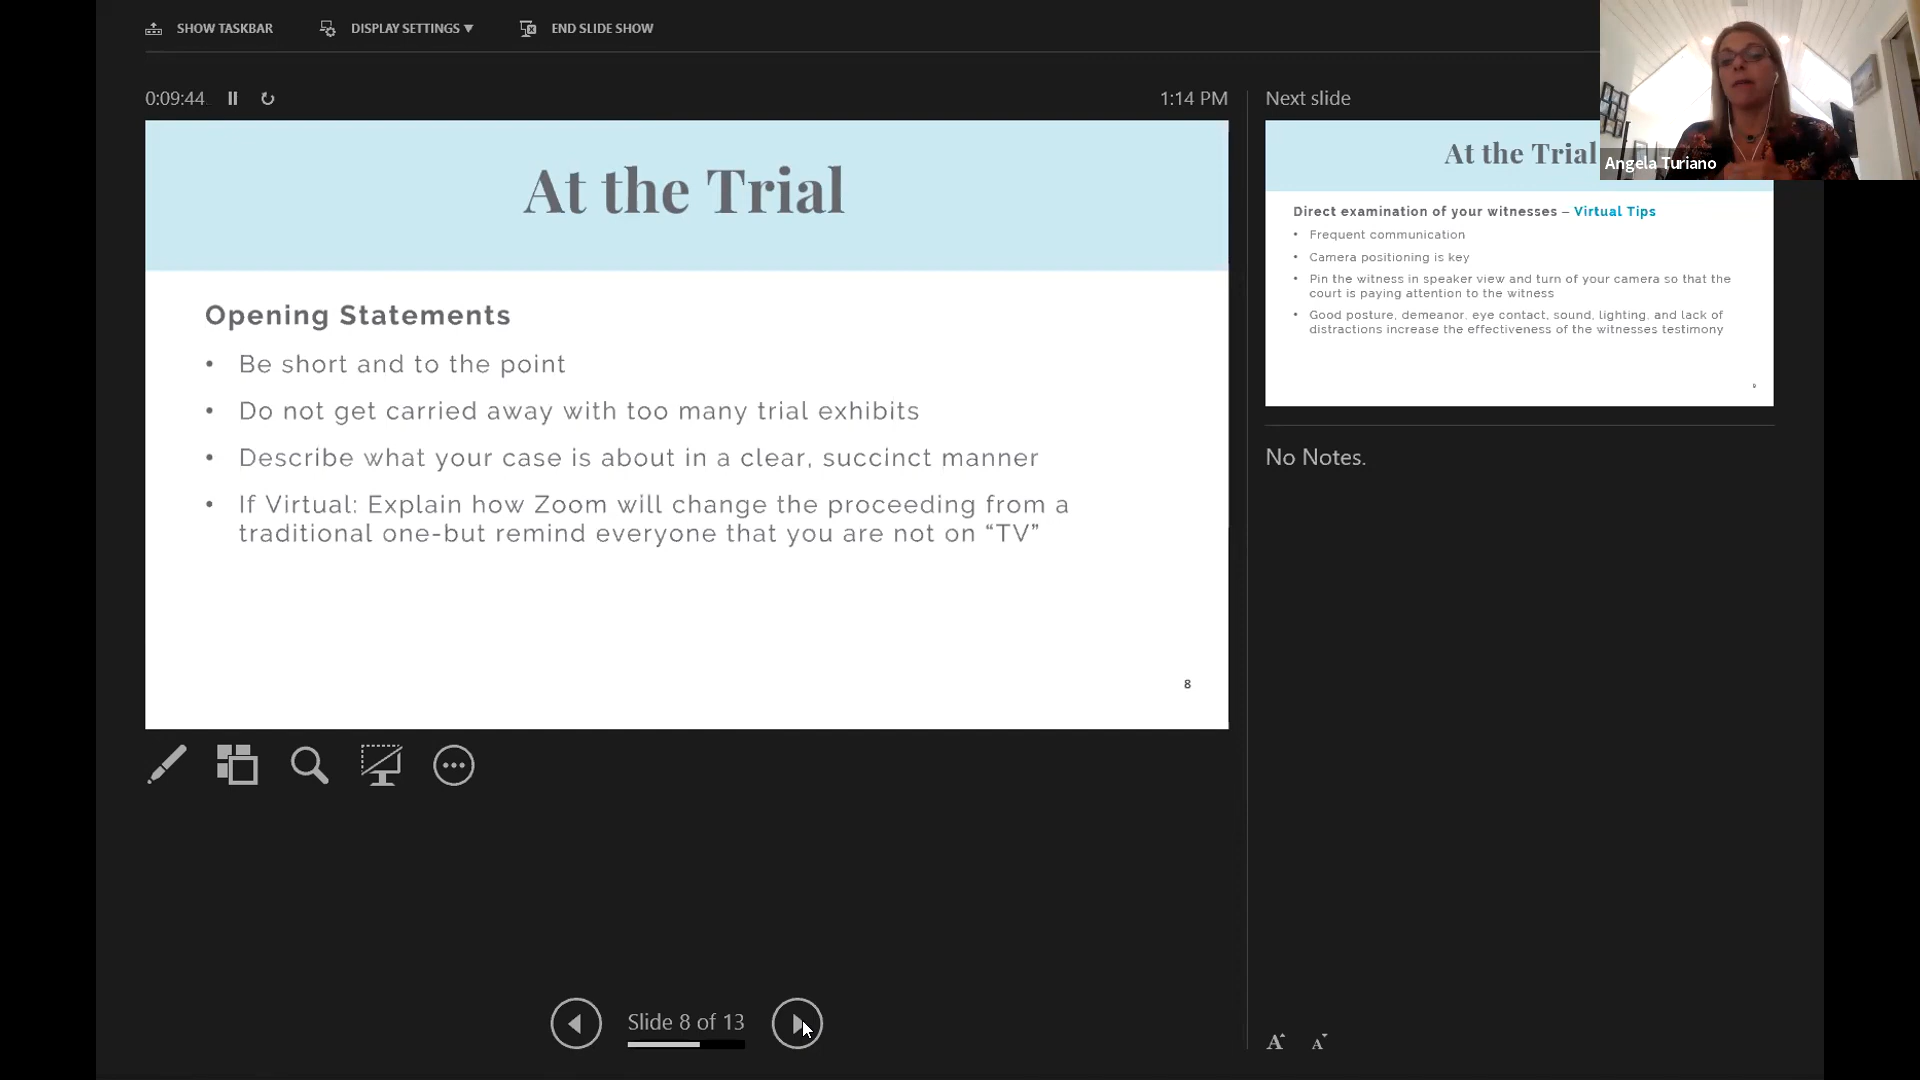 SHOW TASKBAR
DISPLAY SETTINGS ▼
END SLIDE SHOW
0:09:44
1:14 PM
At the Trial
Opening Statements
• Be short and to the point
• Do not get carried away with too many trial exhibits
• Describe what your case is about in a clear, succinct manner
• If Virtual: Explain how Zoom will change the proceeding from a
traditional one-but remind everyone that you are not on “TV”
8
Slide 8 of 13
Next slide
At the Trial
Direct examination of your witnesses – Virtual Tips
• Frequent communication
• Camera positioning is key
• Pin the witness in speaker view and turn of your camera so that the
court is paying attention to the witness
• Good posture, demeanor, eye contact, sound, lighting, and lack of
distractions increase the effectiveness of the witnesses testimony
9
No Notes.
A A
Angela Turiano